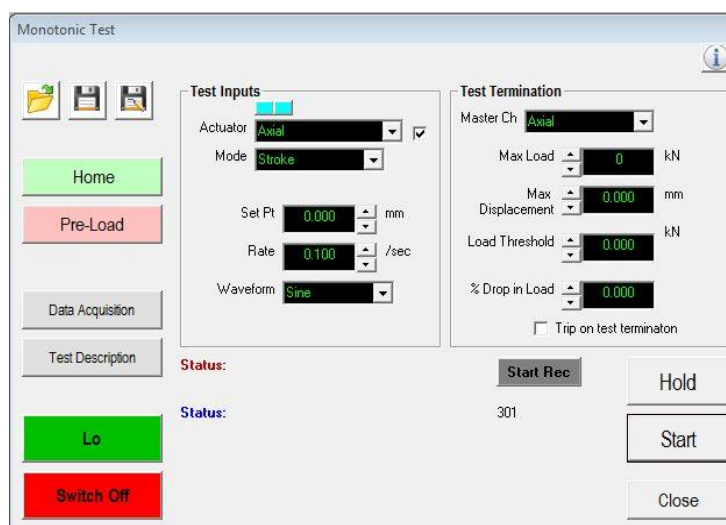 Monotonic Test
i
Test Inputs
Actuator Axial
Mode Stroke
Set Pt 0.000 mm
Rate 0.100 /sec
Waveform Sine
Test Termination
Master Ch Axial
Max Load 0 kN
Max Displacement 0.000 mm
Load Threshold 0.000 kN
% Drop in Load 0.000
Trip on test terminaton
Home
Pre-Load
Data Acquisition
Test Description
Lo
Switch Off
Status:
Status:
Start Rec
301
Hold
Start
Close